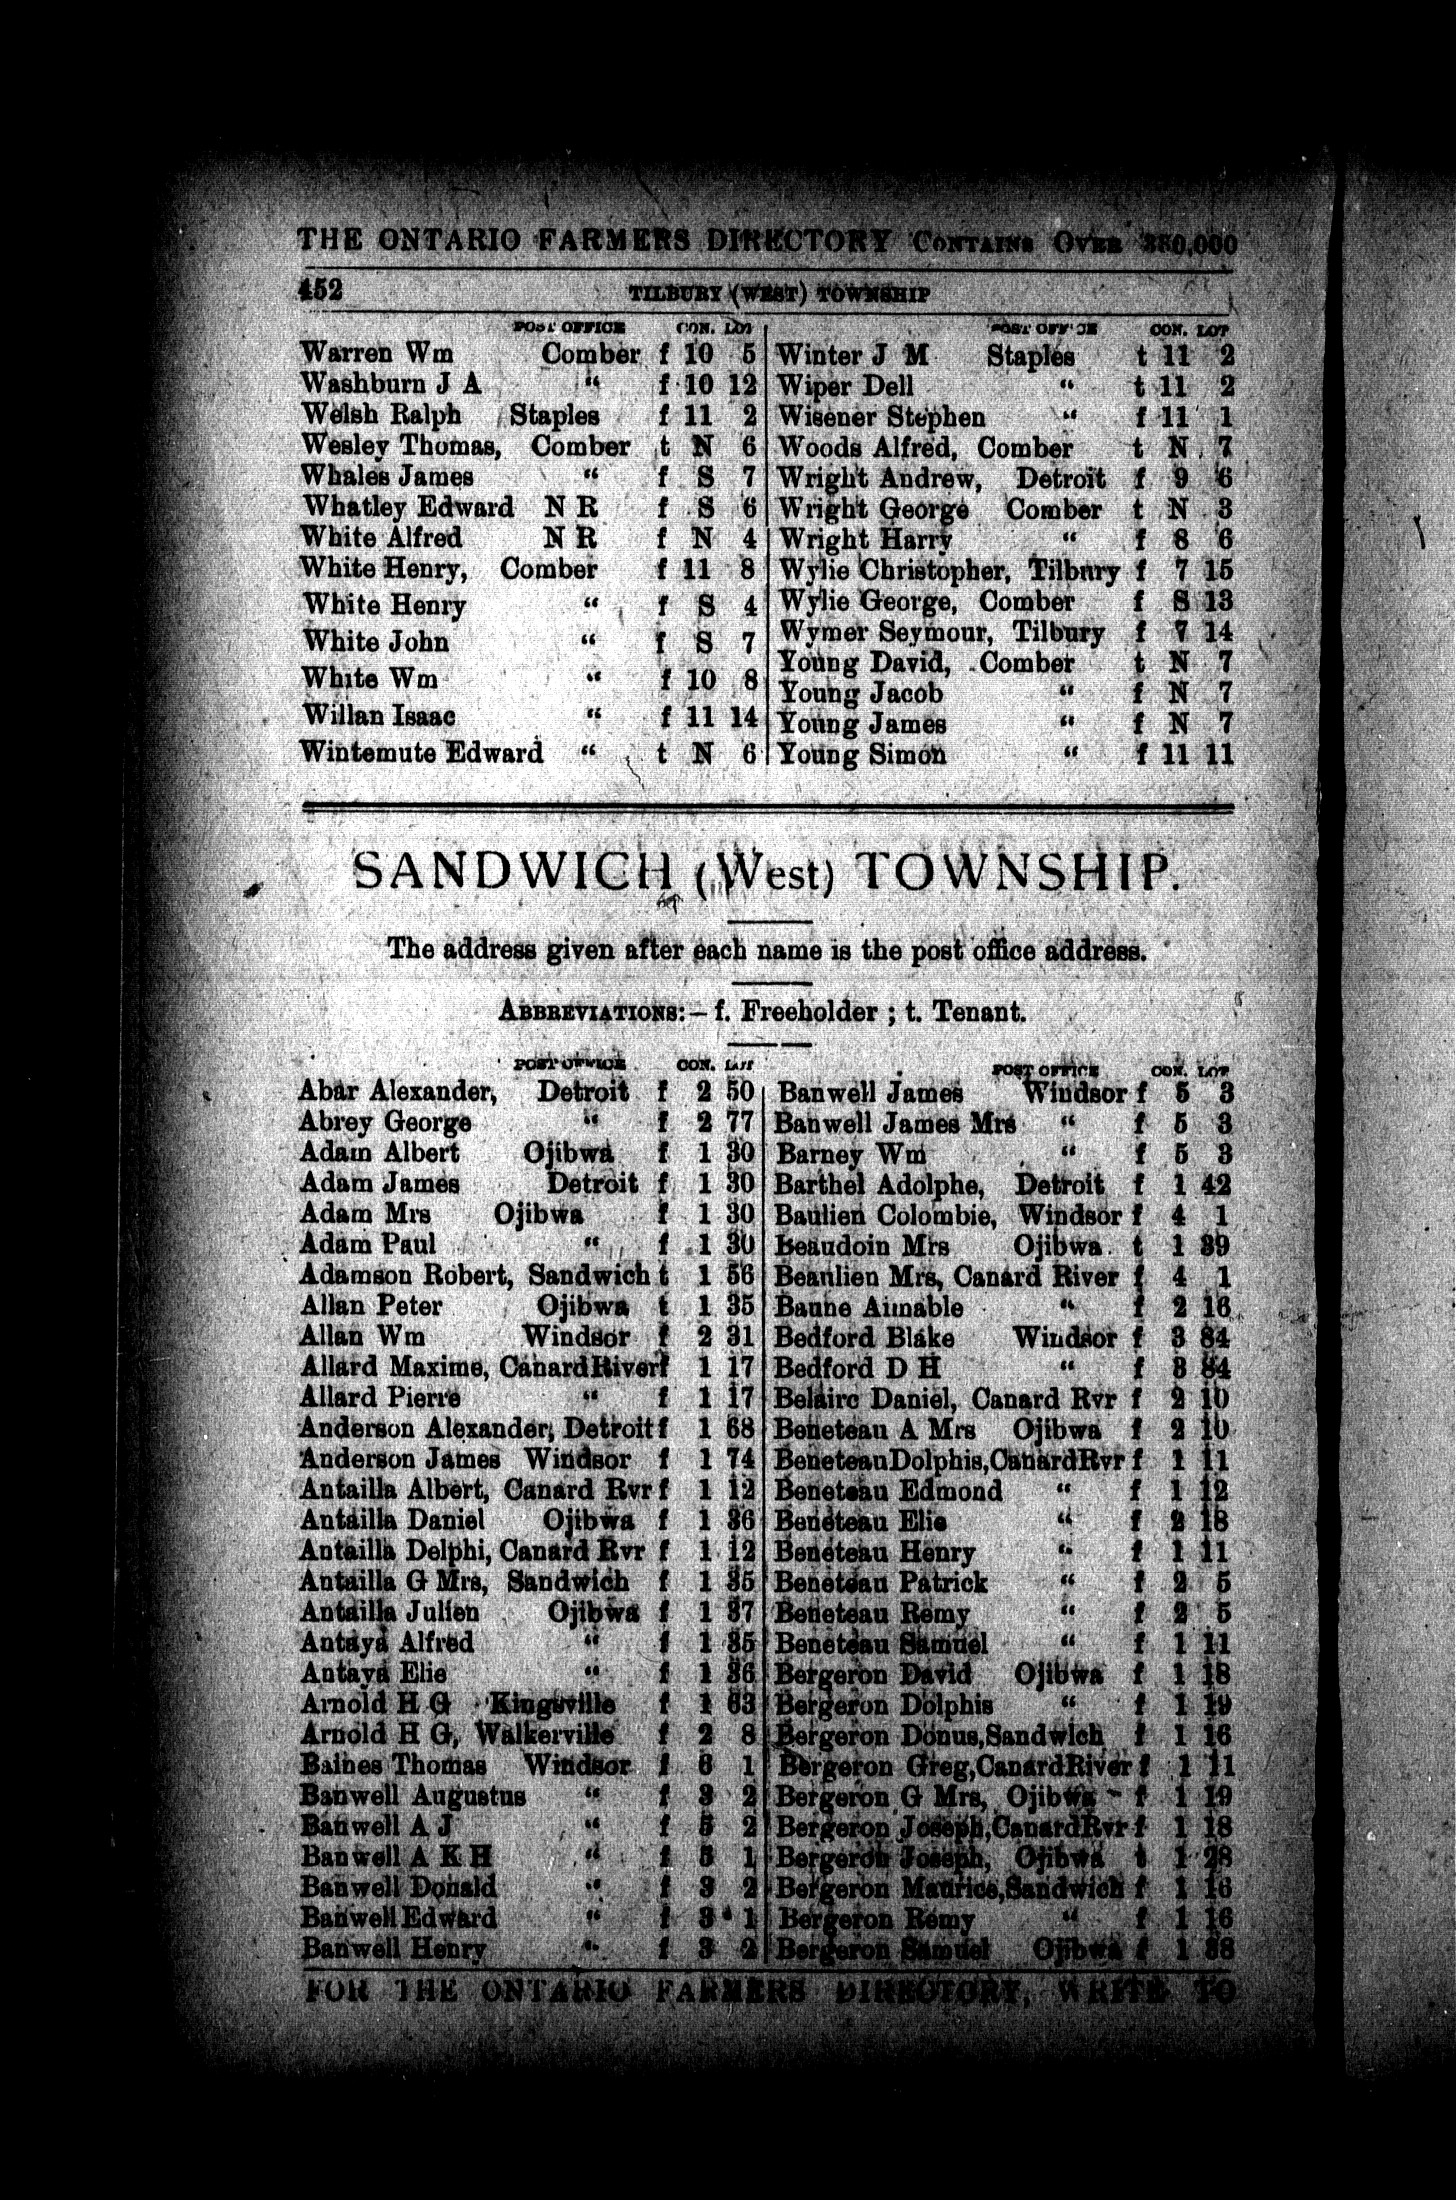 THE ONTARIO FARMERS DIRECTORY CONTAINS OVER 350,000
452 TILBURY (WEST) TOWNSHIP
POST OFFICE CON. LOT
Warren Wm Comber f 10 5
Washburn J A " f 10 12
Welsh Ralph Staples f 11 2
Wesley Thomas, Comber t N 6
Whales James " f S 7
Whatley Edward N R f S 6
White Alfred N R f N 4
White Henry, Comber f 11 8
White Henry " f S 4
White John " f S 7
White Wm " f 10 8
Willan Isaac " f 11 14
Wintemute Edward " t N 6
POST OFFICE CON. LOT
Winter J M Staples t 11 2
Wiper Dell " t 11 2
Wisener Stephen " f 11 1
Woods Alfred, Comber t N 7
Wright Andrew, Detroit f 9 6
Wright George Comber t N 3
Wright Harry " f 8 6
Wylie Christopher, Tilbury f 7 15
Wylie George, Comber f S 13
Wymer Seymour, Tilbury f 7 14
Young David, Comber t N 7
Young Jacob " f N 7
Young James " f N 7
Young Simon " f 11 11
SANDWICH (West) TOWNSHIP.
The address given after each name is the post office address.
ABBREVIATIONS:— f. Freeholder ; t. Tenant.
POST OFFICE CON. LOT
Abar Alexander, Detroit f 2 50
Abrey George " f 2 77
Adam Albert Ojibwa f 1 30
Adam James Detroit f 1 30
Adam Mrs Ojibwa f 1 30
Adam Paul " f 1 30
Adamson Robert, Sandwich t 1 56
Allan Peter Ojibwa t 1 35
Allan Wm Windsor f 2 31
Allard Maxime, Canard River f 1 17
Allard Pierre " f 1 17
Anderson Alexander, Detroit f 1 68
Anderson James Windsor f 1 74
Antailla Albert, Canard Rvr f 1 12
Antailla Daniel Ojibwa f 1 36
Antailla Delphi, Canard Rvr f 1 12
Antailla G Mrs, Sandwich f 1 35
Antailla Julien Ojibwa f 1 37
Antaya Alfred " f 1 35
Antaya Elie " f 1 36
Arnold H G Kingsville f 1 63
Arnold H G, Walkerville f 2 8
Baines Thomas Windsor f 6 1
Banwell Augustus " f 3 2
Banwell A J " f 5 2
Banwell A K H " f 5 1
Banwell Donald " f 3 2
Banwell Edward " f 3 1
Banwell Henry " f 3 2
POST OFFICE CON. LOT
Banwell James Windsor f 5 3
Banwell James Mrs " f 5 3
Barney Wm " f 5 3
Barthel Adolphe, Detroit f 1 42
Baulien Colombie, Windsor f 4 1
Beaudoin Mrs Ojibwa t 1 39
Beaulien Mrs, Canard River f 4 1
Baune Aimable " f 2 16
Bedford Blake Windsor f 3 84
Bedford D H " f 3 84
Belairc Daniel, Canard Rvr f 2 10
Beneteau A Mrs Ojibwa f 2 10
Beneteau Dolphis, Canard Rvr f 1 11
Beneteau Edmond " f 1 12
Beneteau Elie " f 2 18
Beneteau Henry " f 1 11
Beneteau Patrick " f 2 5
Beneteau Remy " f 2 5
Beneteau Samuel " f 1 11
Bergeron David Ojibwa f 1 18
Bergeron Dolphis " f 1 19
Bergeron Donus, Sandwich f 1 16
Bergeron Greg, Canard River f 1 11
Bergeron G Mrs, Ojibwa f 1 19
Bergeron Joseph, Canard Rvr f 1 18
Bergeron Joseph, Ojibwa t 1 28
Bergeron Maurice, Sandwich f 1 16
Bergeron Remy " f 1 16
Bergeron Samuel Ojibwa f 1 38
FOR THE ONTARIO FARMERS DIRECTORY, WRITE TO